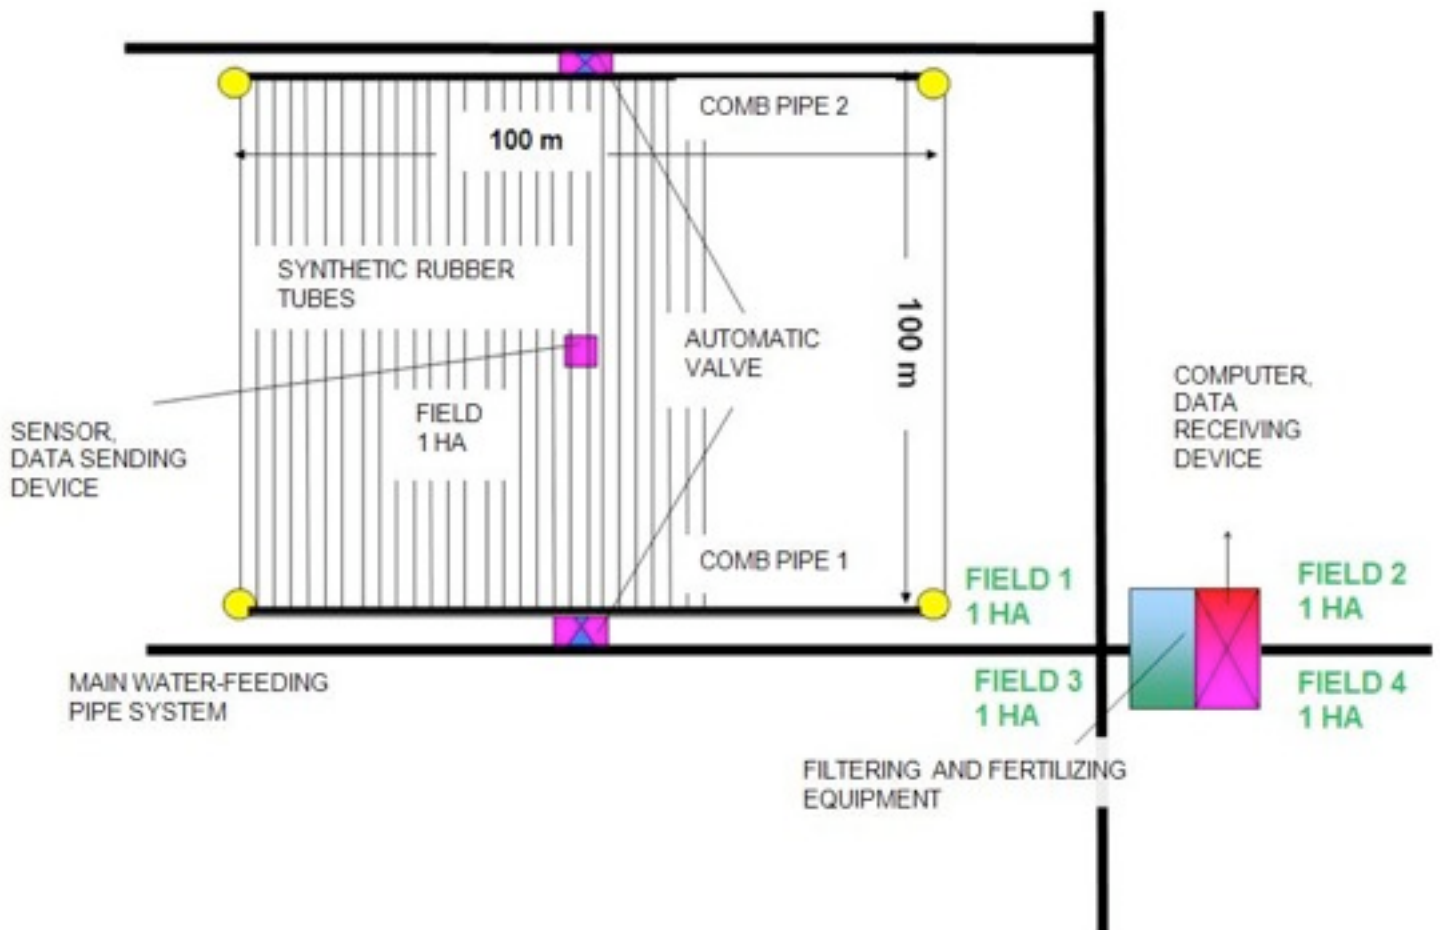 COMB PIPE 2
100 m
SYNTHETIC RUBBER
TUBES
100 m
AUTOMATIC
VALVE
COMPUTER,
DATA
RECEIVING
DEVICE
FIELD
1 HA
SENSOR,
DATA SENDING
DEVICE
COMB PIPE 1
FIELD 1
1 HA
FIELD 2
1 HA
MAIN WATER-FEEDING
PIPE SYSTEM
FIELD 3
1 HA
FIELD 4
1 HA
FILTERING AND FERTILIZING
EQUIPMENT